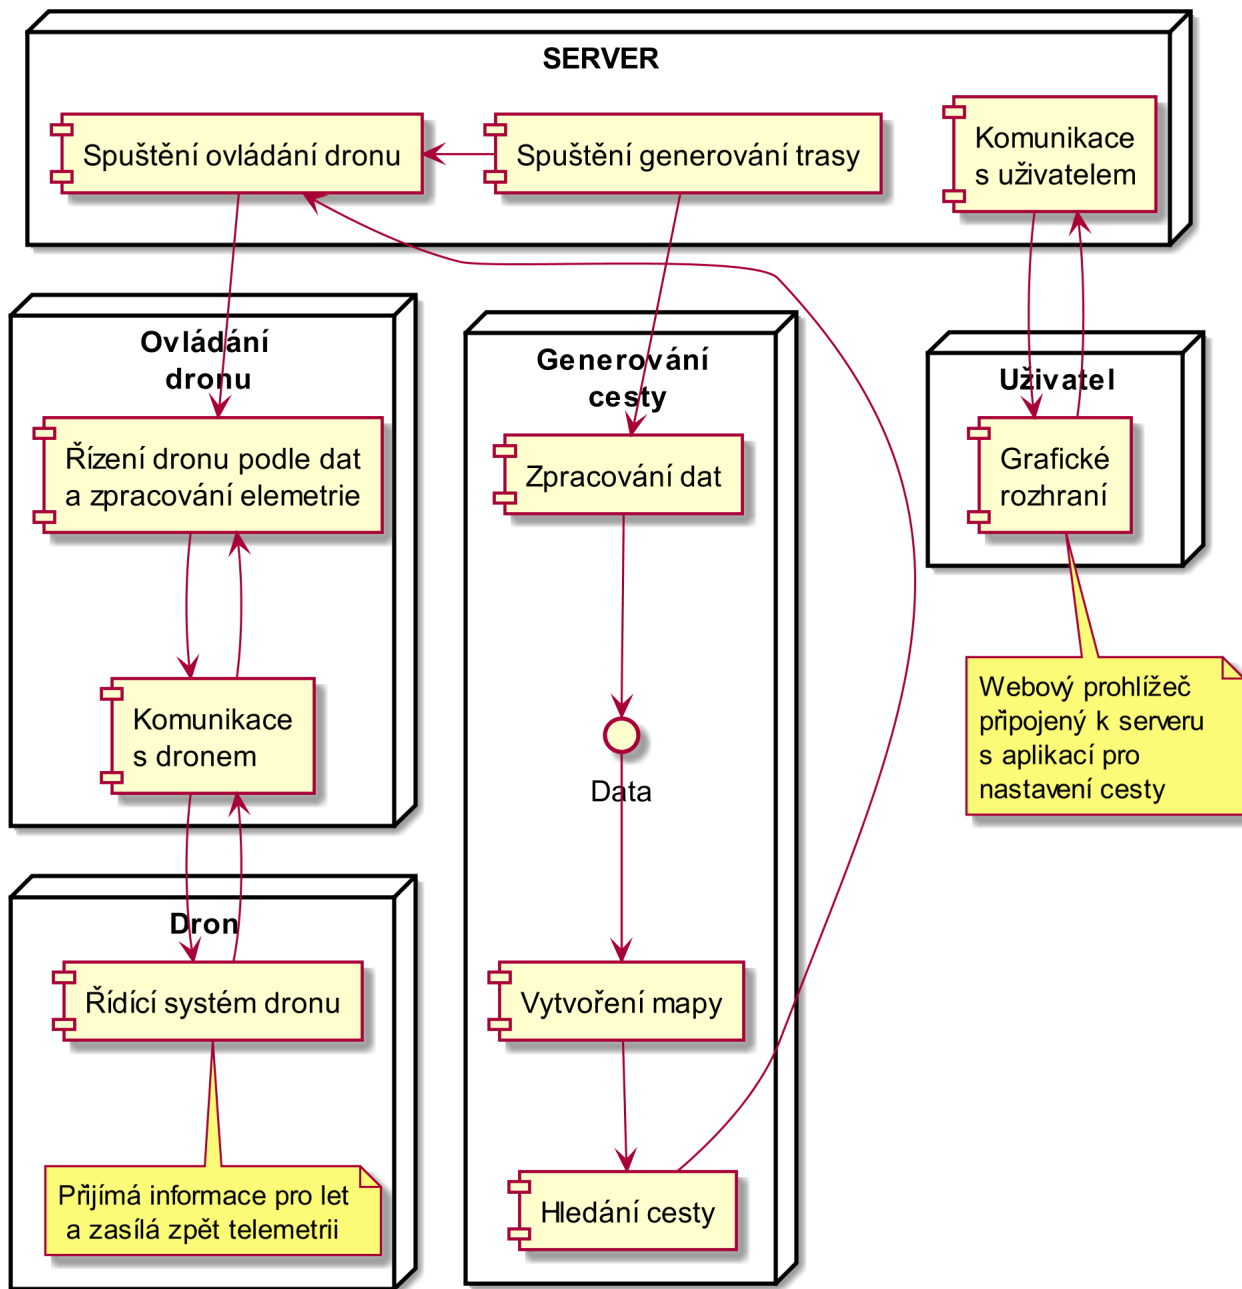 SERVER
Spuštění ovládání dronu
Spuštění generování trasy
Komunikace
s uživatelem
Ovládání
dronu
Řízení dronu podle dat
a zpracování elemetrie
Komunikace
s dronem
Dron
Řídící systém dronu
Přijímá informace pro let
a zasílá zpět telemetrii
Generování
cesty
Zpracování dat
Data
Vytvoření mapy
Hledání cesty
Uživatel
Grafické
rozhraní
Webový prohlížeč
připojený k serveru
s aplikací pro
nastavení cesty